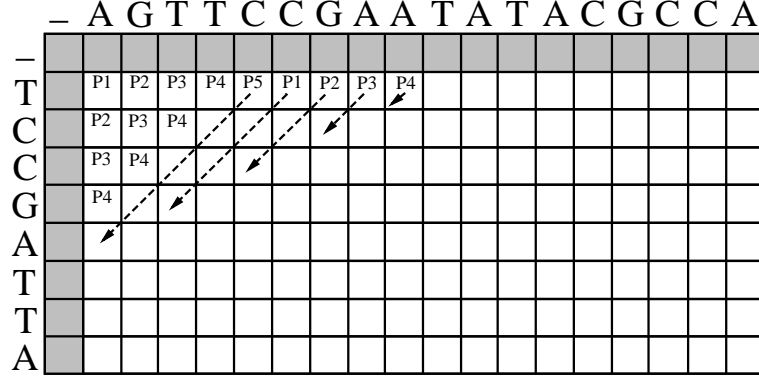 – A G T T C C G A A T A T A C G C C A
–
T P1 P2 P3 P4 P5 P1 P2 P3 P4
C P2 P3 P4
C P3 P4
G P4
A
T
T
A